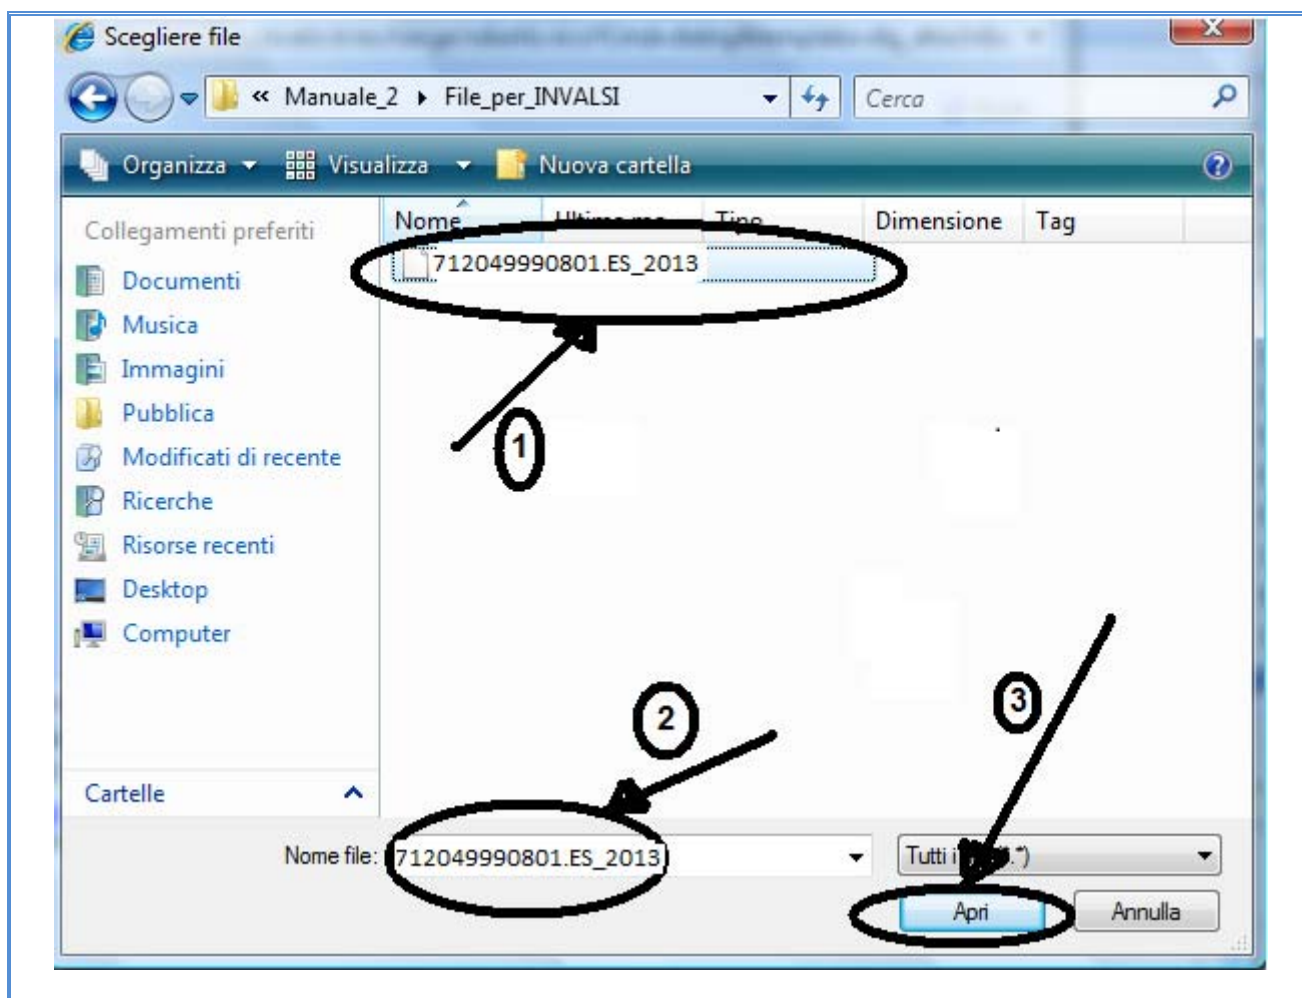 Scegliere file
« Manuale_2 File_per_INVALSI
Cerca
Organizza Visualizza Nuova cartella
Collegamenti preferiti
Nome Dimensione Tag
712049990801.ES_2013
Documenti
Musica
Immagini
Pubblica
Modificati di recente
Ricerche
Risorse recenti
Desktop
Computer
1
2
3
Cartelle
Nome file: 712049990801.ES_2013
Tutti i
Apri Annulla